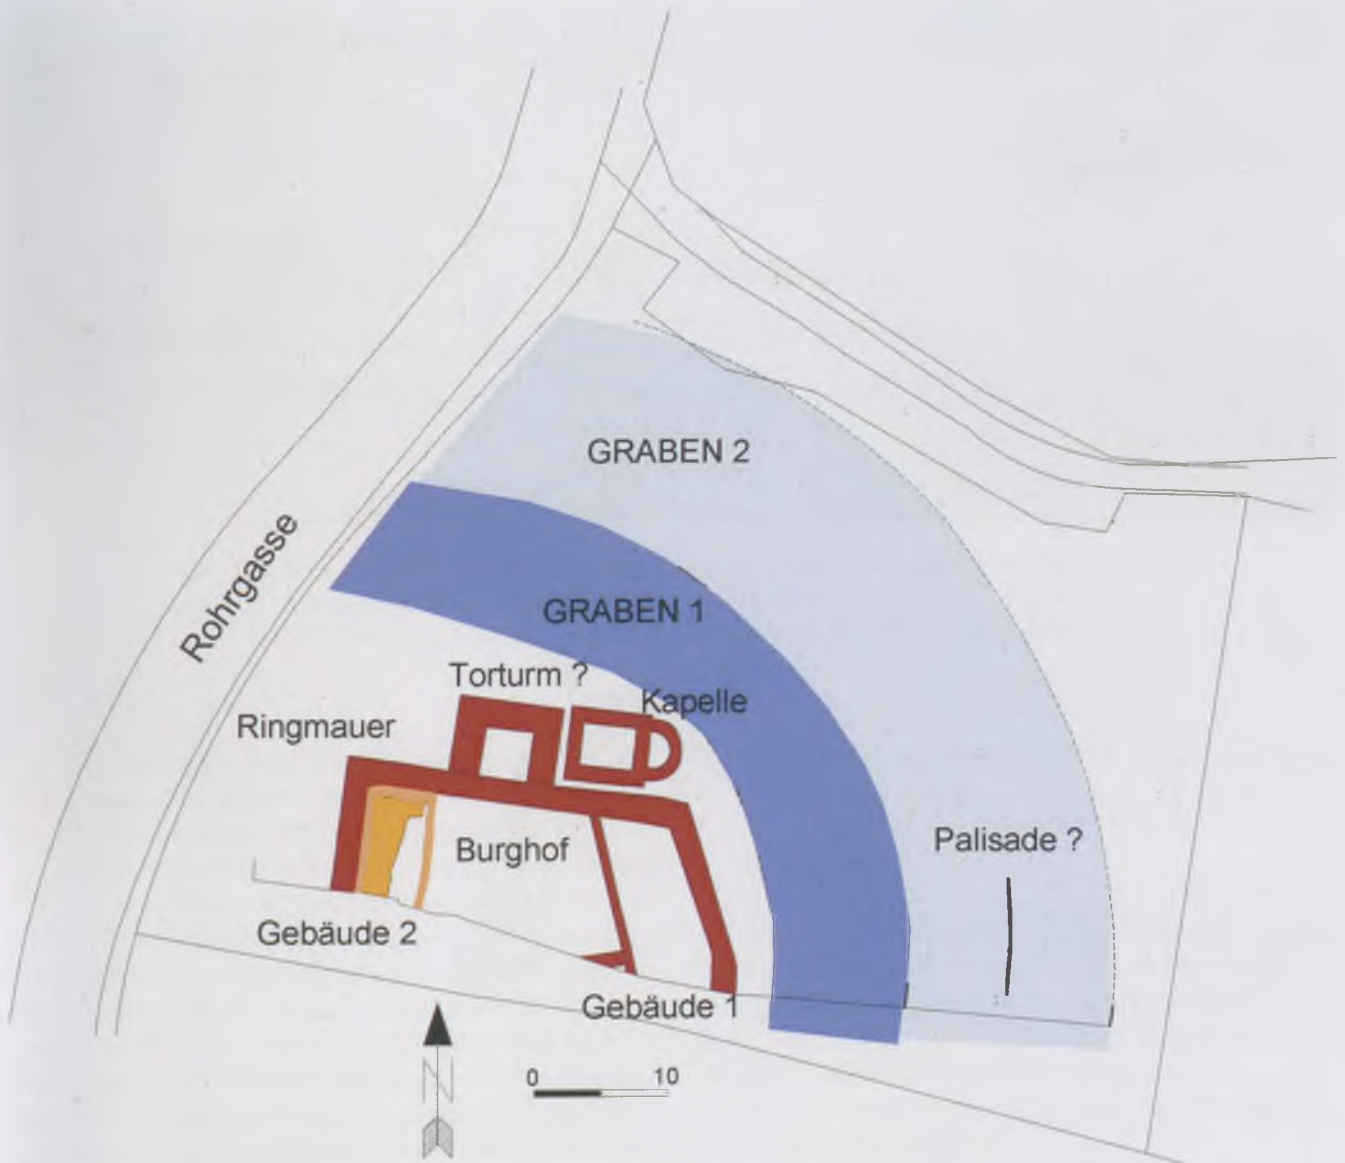 GRABEN 2
Rohrgasse
GRABEN 1
Torturm ?
Kapelle
Ringmauer
Palisade ?
Burghof
Gebäude 2
Gebäude 1
N
0 10